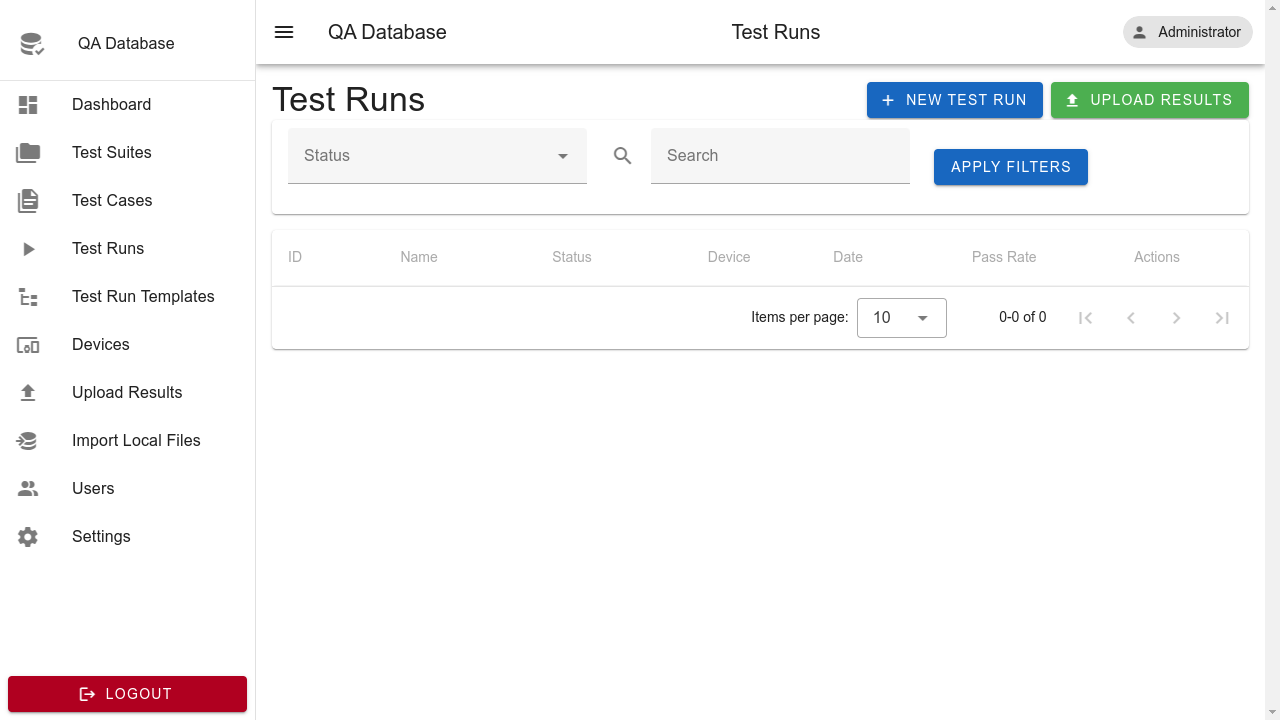 QA Database
Dashboard
Test Suites
Test Cases
Test Runs
Test Run Templates
Devices
Upload Results
Import Local Files
Users
Settings
LOGOUT
QA Database
Test Runs
Administrator
Test Runs
NEW TEST RUN
UPLOAD RESULTS
Status
Search
APPLY FILTERS
ID Name Status Device Date Pass Rate Actions
Items per page: 10 0-0 of 0